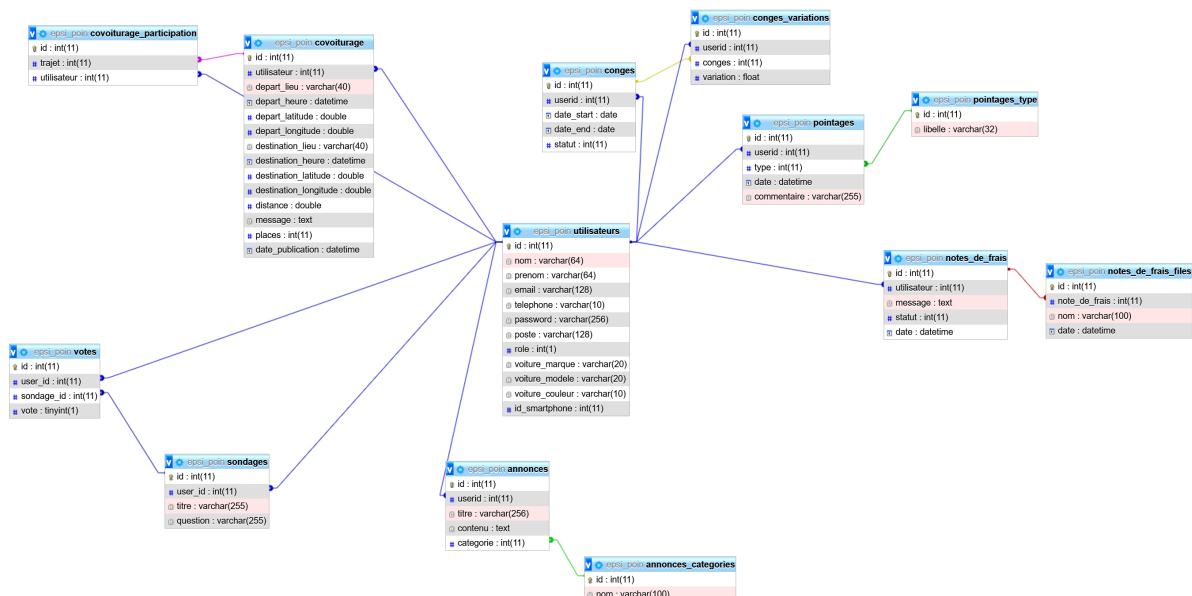 epsi_poin covoiturage_participation
id : int(11)
trajet : int(11)
utilisateur : int(11)
epsi_poin covoiturage
id : int(11)
utilisateur : int(11)
depart_lieu : varchar(40)
depart_heure : datetime
depart_latitude : double
depart_longitude : double
destination_lieu : varchar(40)
destination_heure : datetime
destination_latitude : double
destination_longitude : double
distance : double
message : text
places : int(11)
date_publication : datetime
epsi_poin conges
id : int(11)
userid : int(11)
date_start : date
date_end : date
statut : int(11)
epsi_poin conges_variations
id : int(11)
userid : int(11)
conges : int(11)
variation : float
epsi_poin pointages
id : int(11)
userid : int(11)
type : int(11)
date : datetime
commentaire : varchar(255)
epsi_poin pointages_type
id : int(11)
libelle : varchar(32)
epsi_poin utilisateurs
id : int(11)
nom : varchar(64)
prenom : varchar(64)
email : varchar(128)
telephone : varchar(10)
password : varchar(256)
poste : varchar(128)
role : int(1)
voiture_marque : varchar(20)
voiture_modele : varchar(20)
voiture_couleur : varchar(10)
id_smartphone : int(11)
epsi_poin notes_de_frais
id : int(11)
utilisateur : int(11)
message : text
statut : int(11)
date : datetime
epsi_poin notes_de_frais_files
id : int(11)
note_de_frais : int(11)
nom : varchar(100)
date : datetime
epsi_poin votes
id : int(11)
user_id : int(11)
sondage_id : int(11)
vote : tinyint(1)
epsi_poin sondages
id : int(11)
user_id : int(11)
titre : varchar(255)
question : varchar(255)
epsi_poin annonces
id : int(11)
userid : int(11)
titre : varchar(256)
contenu : text
categorie : int(11)
epsi_poin annonces_categories
id : int(11)
nom : varchar(100)